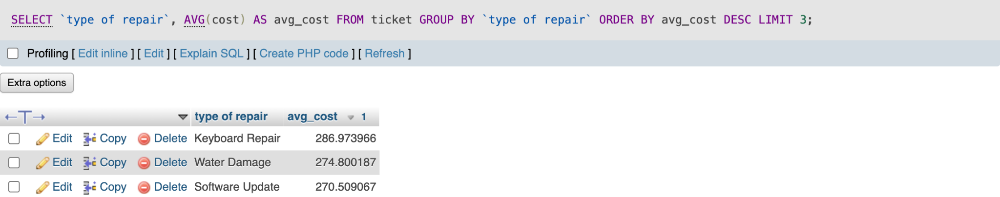 SELECT `type of repair`, AVG(cost) AS avg_cost FROM ticket GROUP BY `type of repair` ORDER BY avg_cost DESC LIMIT 3;
Profiling [ Edit inline ] [ Edit ] [ Explain SQL ] [ Create PHP code ] [ Refresh ]
Extra options
←T→ type of repair avg_cost 1
Edit Copy Delete Keyboard Repair 286.973966
Edit Copy Delete Water Damage 274.800187
Edit Copy Delete Software Update 270.509067